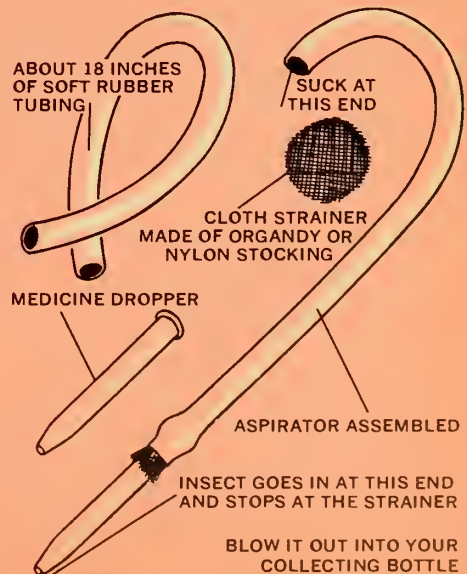 ABOUT 18 INCHES
OF SOFT RUBBER
TUBING
SUCK AT
THIS END
CLOTH STRAINER
MADE OF ORGANDY OR
NYLON STOCKING
MEDICINE DROPPER
ASPIRATOR ASSEMBLED
INSECT GOES IN AT THIS END
AND STOPS AT THE STRAINER
BLOW IT OUT INTO YOUR
COLLECTING BOTTLE